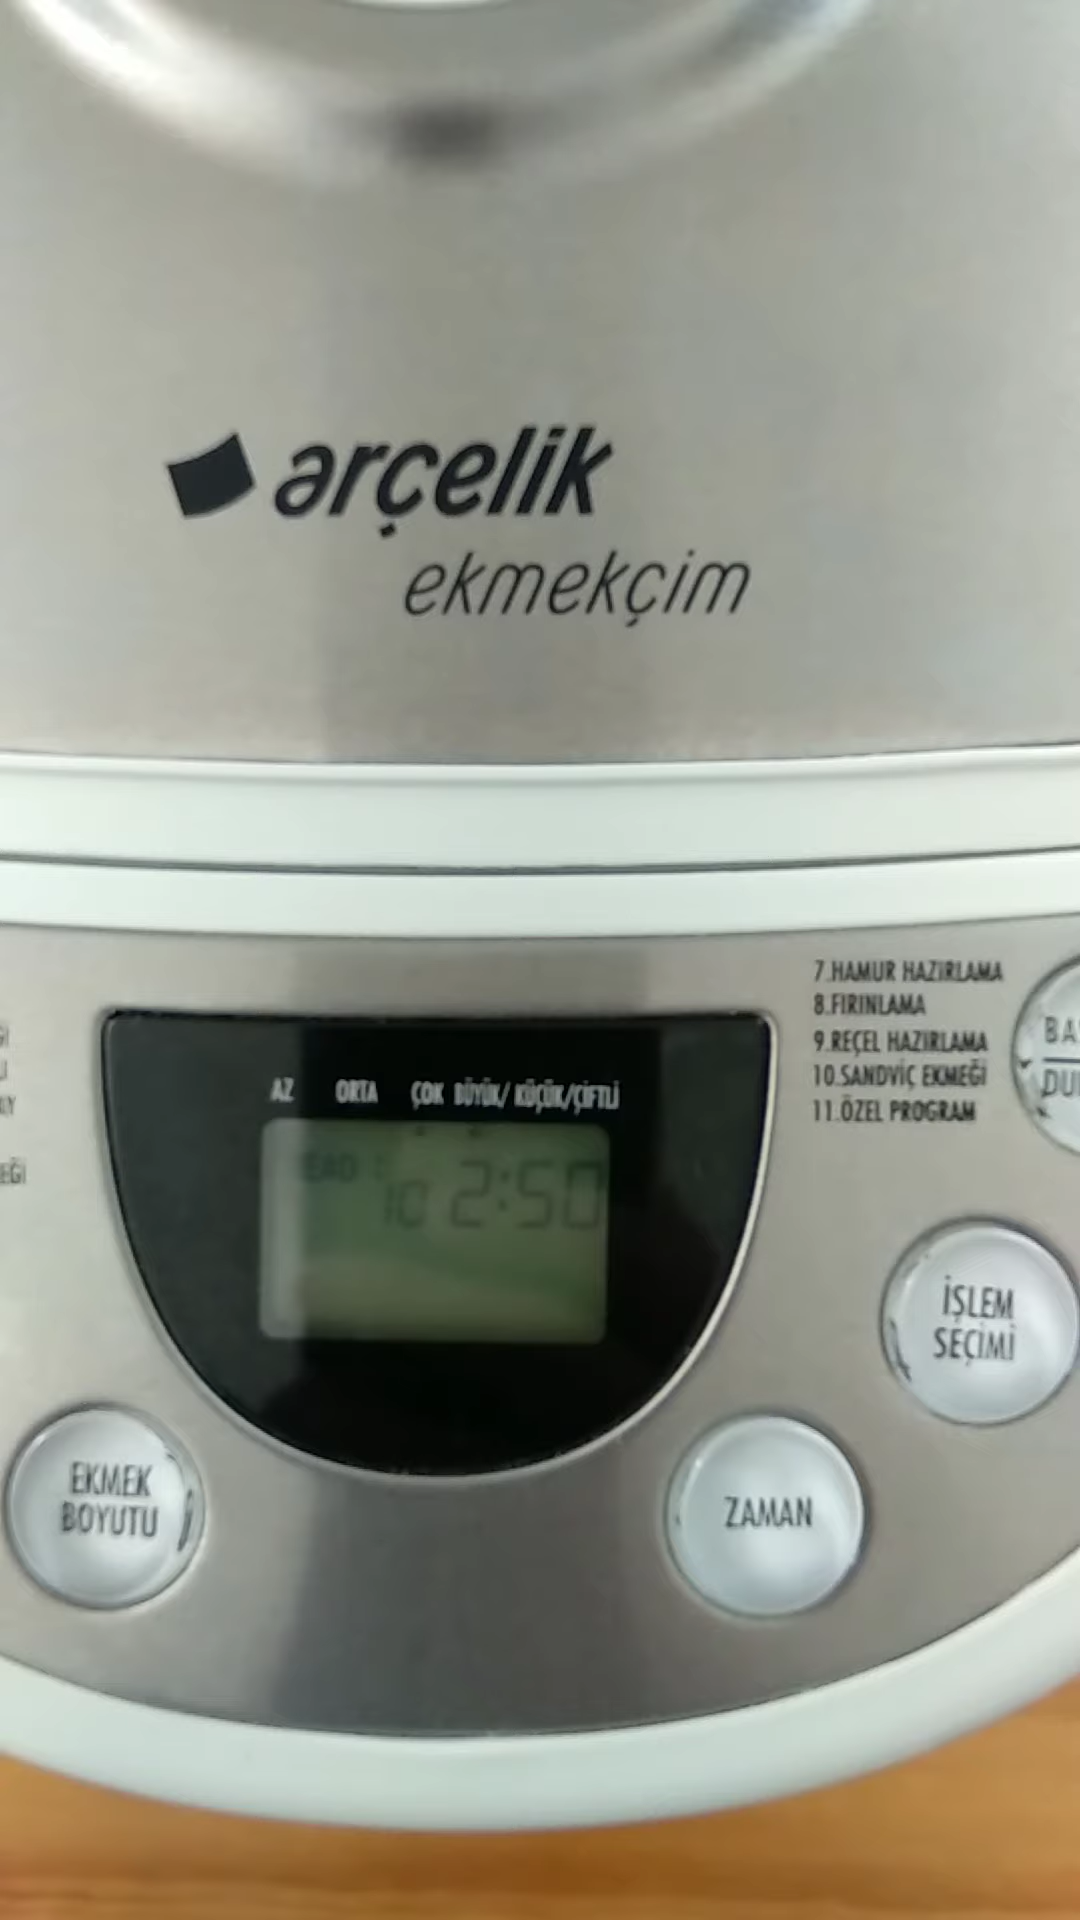 arçelik
ekmekçim
7.HAMUR HAZIRLAMA
8.FIRINLAMA
9.REÇEL HAZIRLAMA
10.SANDVİÇ EKMEĞİ
11.ÖZEL PROGRAM
AZ ORTA ÇOK BÜYÜK/ KÜÇÜK/ÇİFTLİ
10 2:50
İŞLEM
SEÇİMİ
EKMEK
BOYUTU
ZAMAN